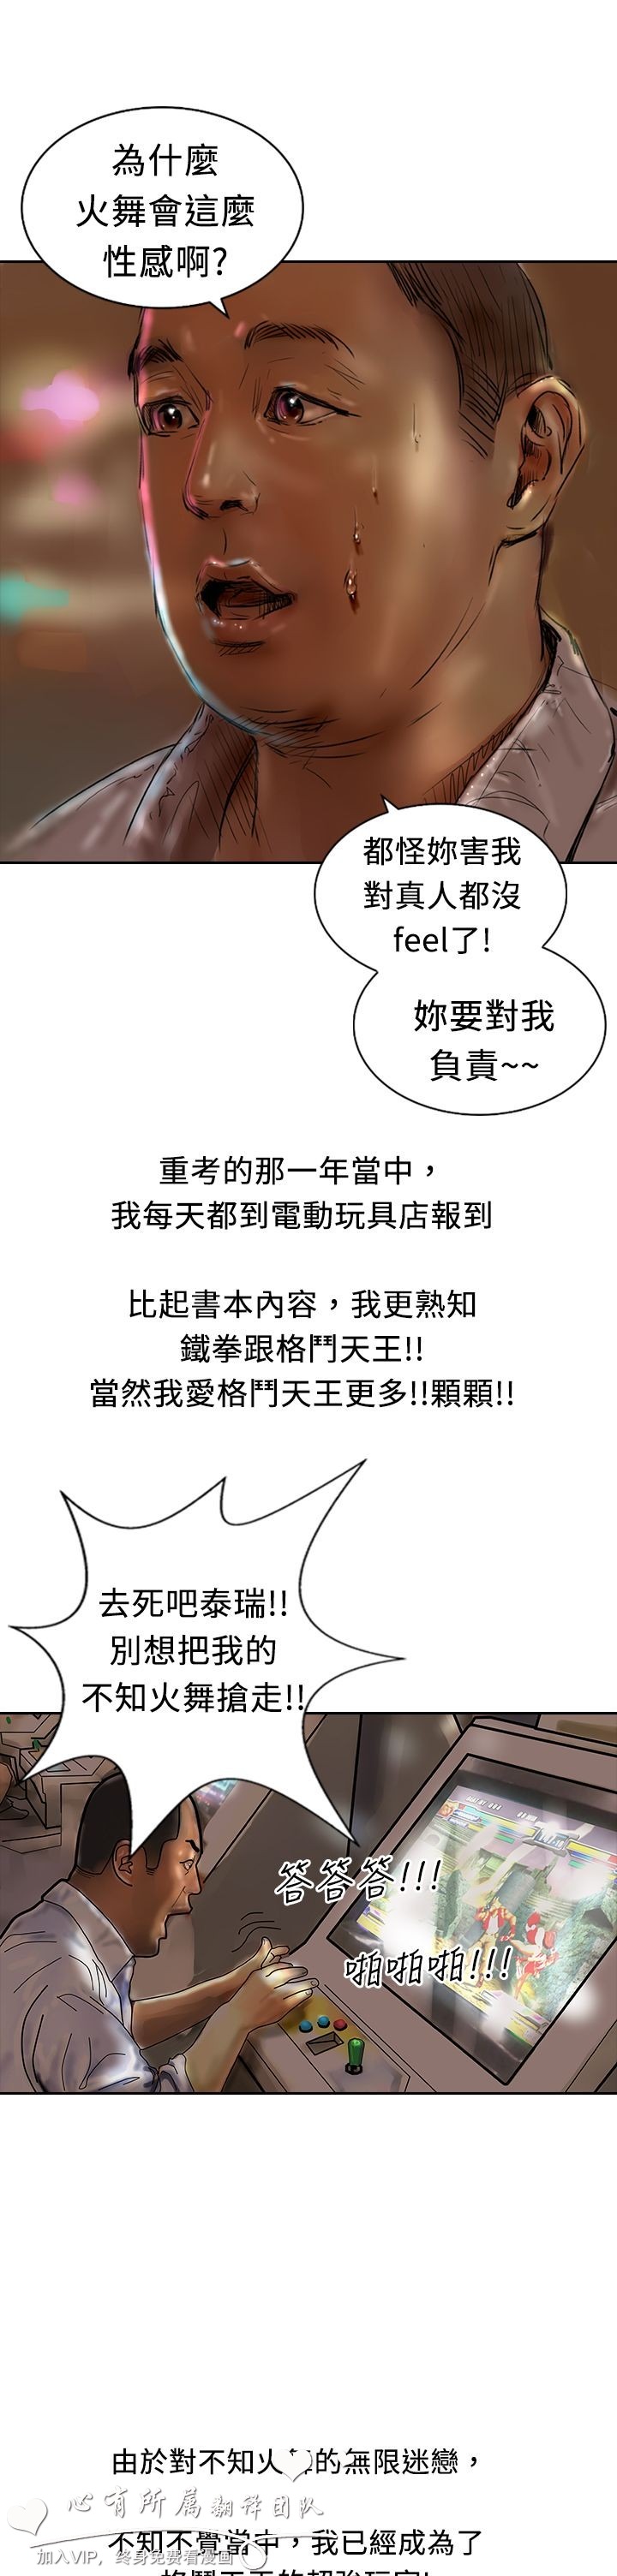 為什麼
火舞會這麼
性感啊?
都怪妳害我
對真人都沒
feel了!
妳要對我
負責~~
重考的那一年當中，
我每天都到電動玩具店報到
比起書本內容，我更熟知
鐵拳跟格鬥天王!!
當然我愛格鬥天王更多!!顆顆!!
去死吧泰瑞!!
別想把我的
不知火舞搶走!!
答答答!!!
啪啪啪!!!
由於對不知火舞的無限迷戀，
心有所属翻译团队
不知不覺當中，我已經成為了
加入VIP，终身免费看漫画